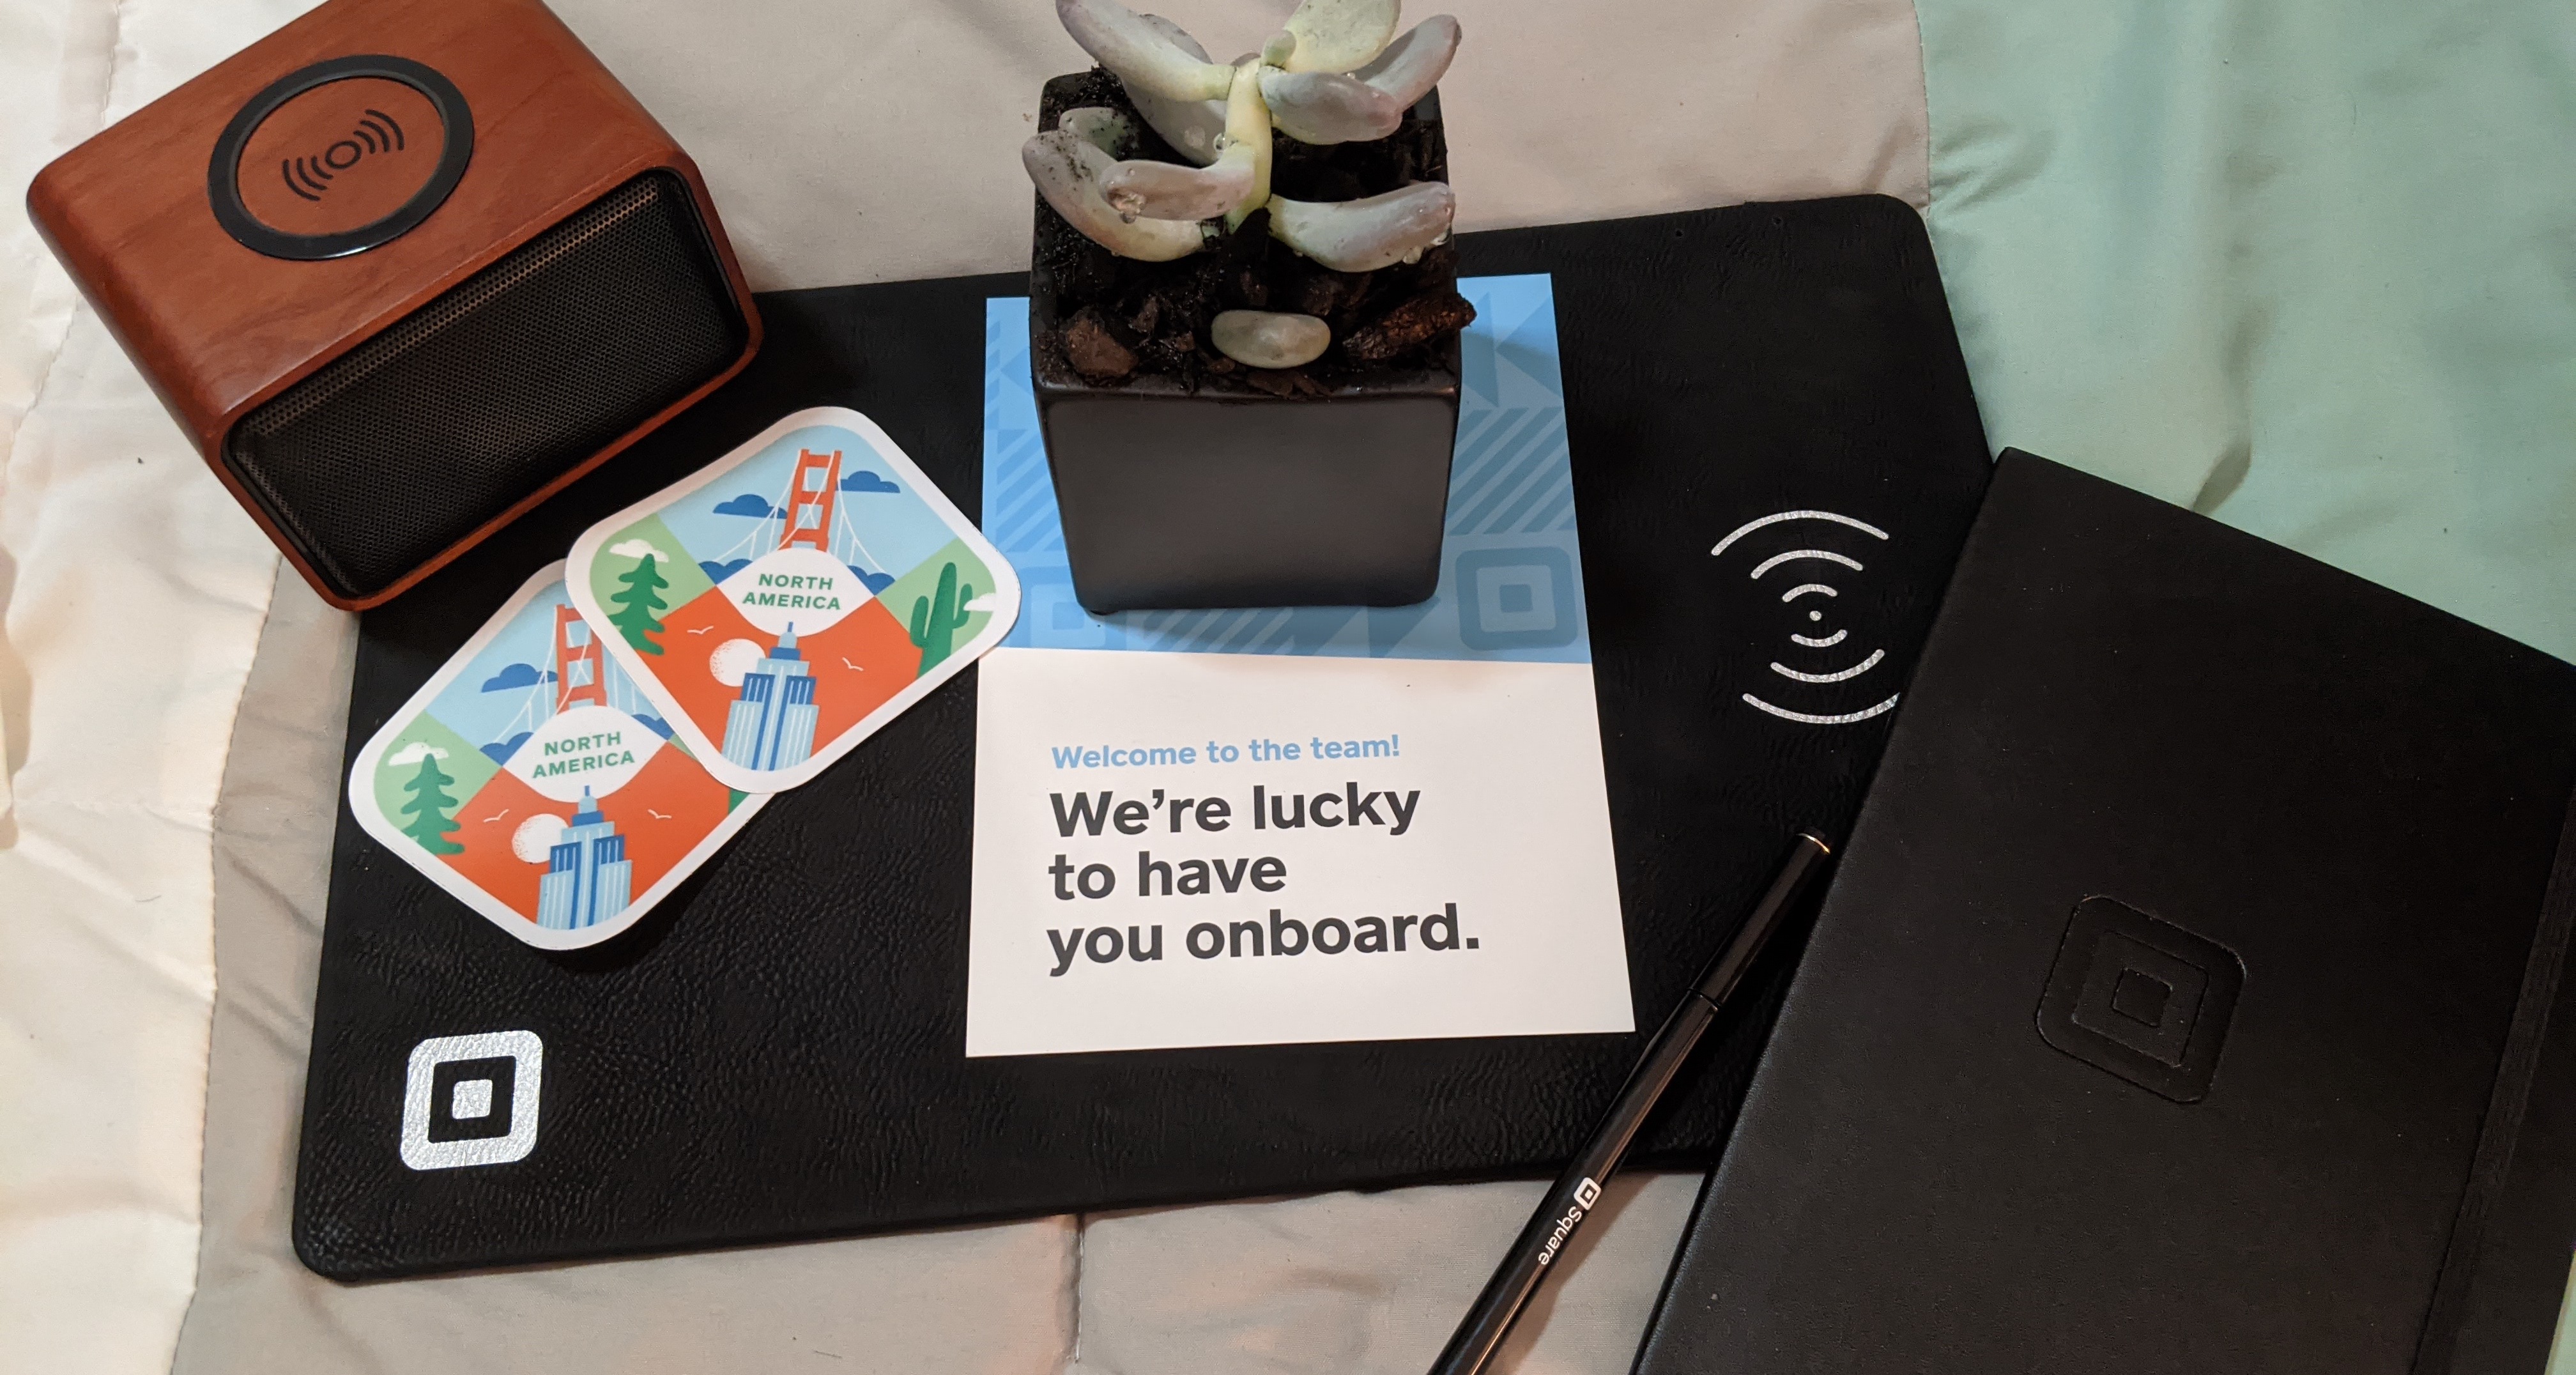 NORTH
AMERICA
NORTH
AMERICA
Welcome to the team!
We're lucky
to have
you onboard.
Square